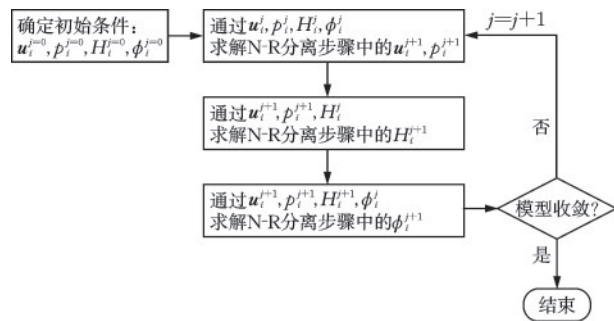 确定初始条件：
u_i^{j=0}, p_i^{j=0}, H_i^{j=0}, ϕ_i^{j=0}
通过u_i^j, p_i^j, H_i^j, ϕ_i^j
求解N-R分离步骤中的u_i^{j+1}, p_i^{j+1}
j=j+1
通过u_i^{j+1}, p_i^{j+1}, H_i^j
求解N-R分离步骤中的H_i^{j+1}
否
通过u_i^{j+1}, p_i^{j+1}, H_i^{j+1}, ϕ_i^j
求解N-R分离步骤中的ϕ_i^{j+1}
模型收敛?
是
结束